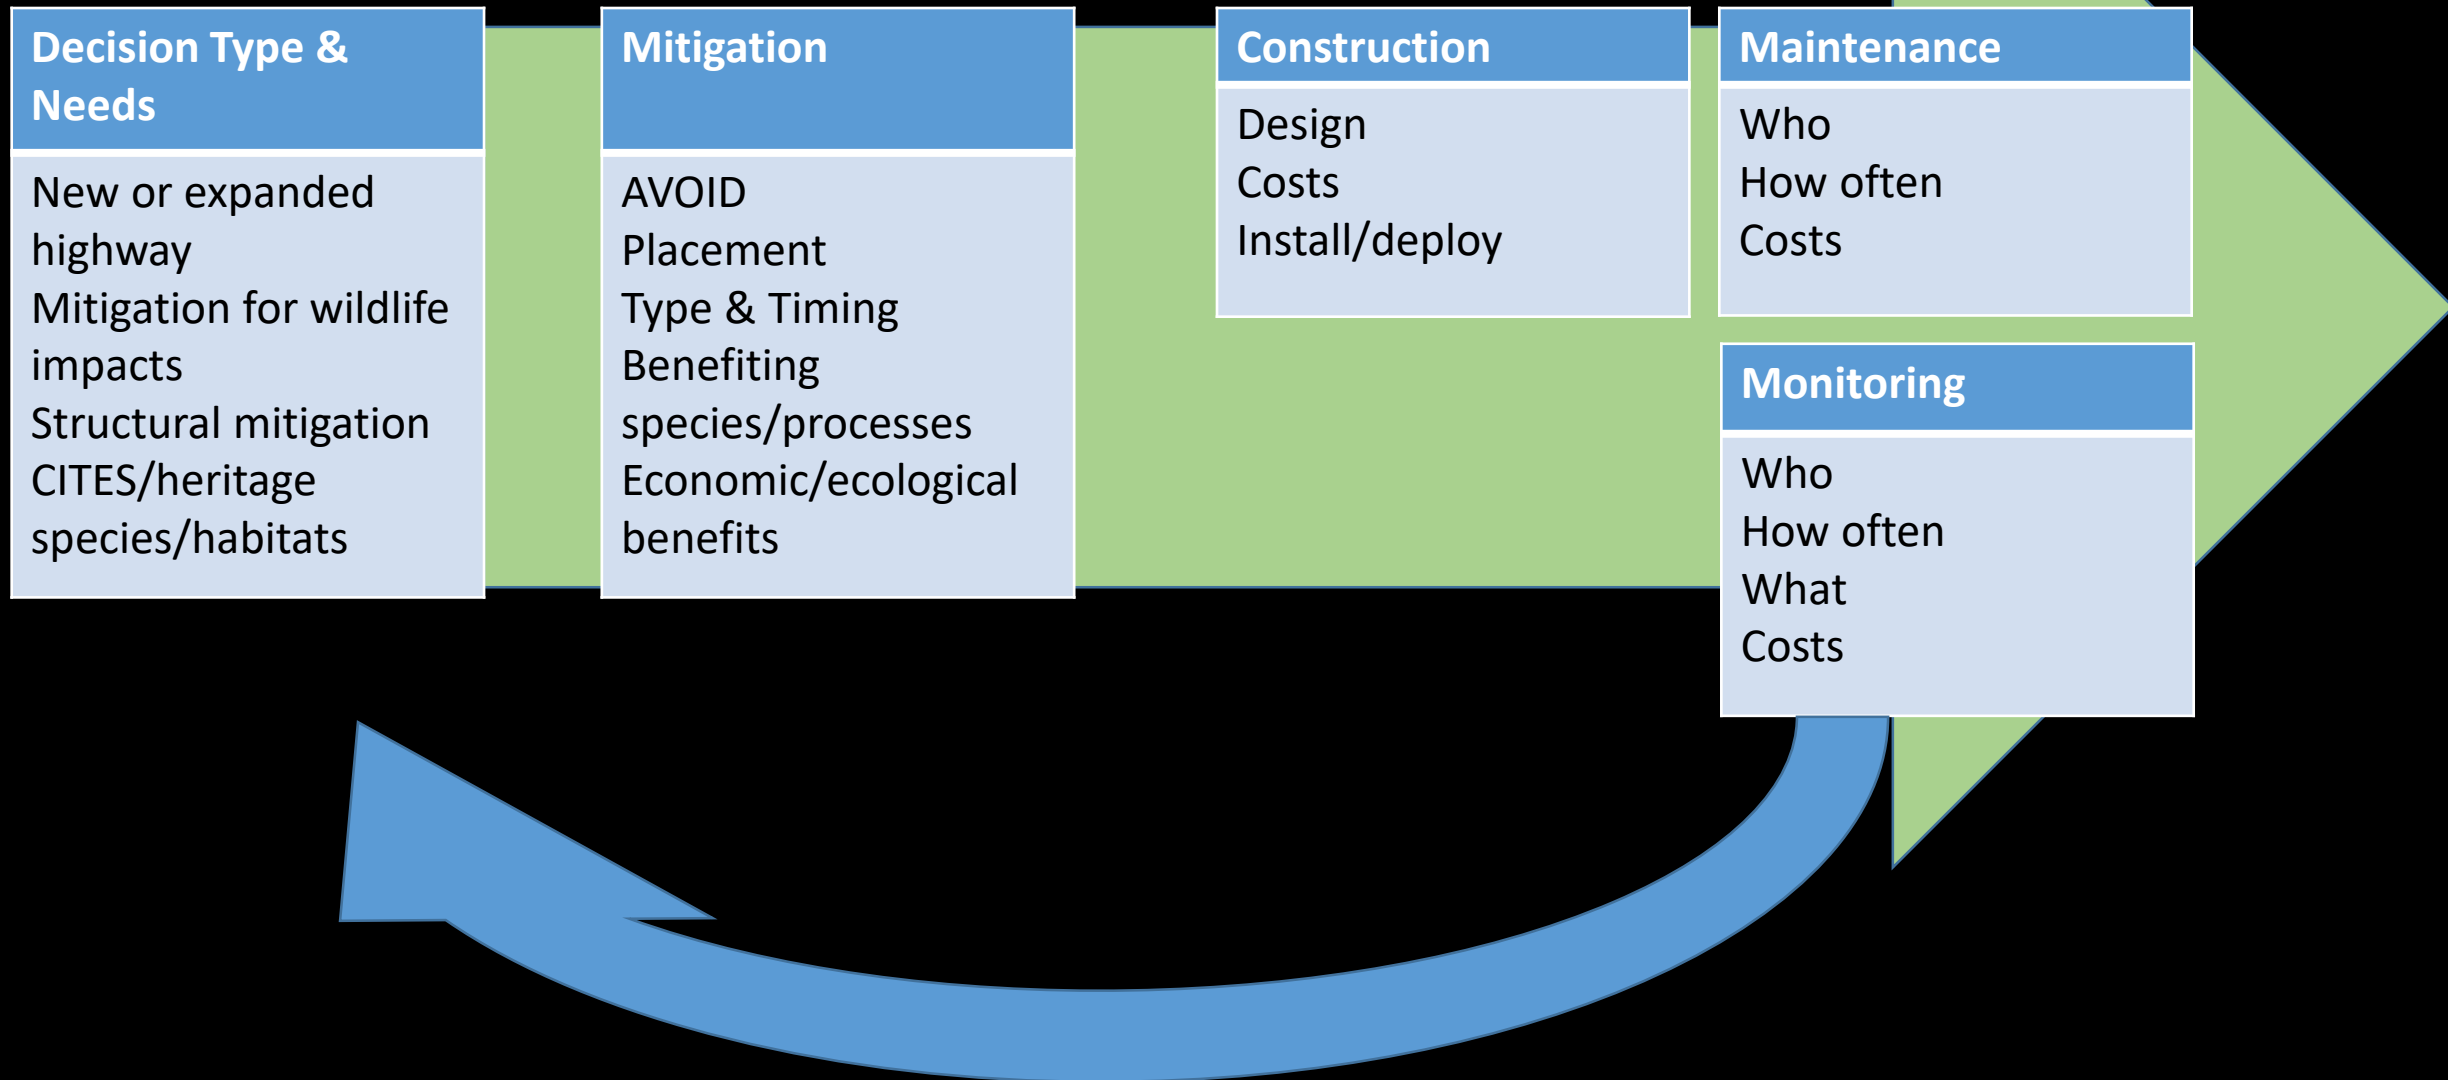 Decision Type &
Needs
New or expanded
highway
Mitigation for wildlife
impacts
Structural mitigation
CITES/heritage
species/habitats
Mitigation
AVOID
Placement
Type & Timing
Benefiting
species/processes
Economic/ecological
benefits
Construction
Design
Costs
Install/deploy
Maintenance
Who
How often
Costs
Monitoring
Who
How often
What
Costs